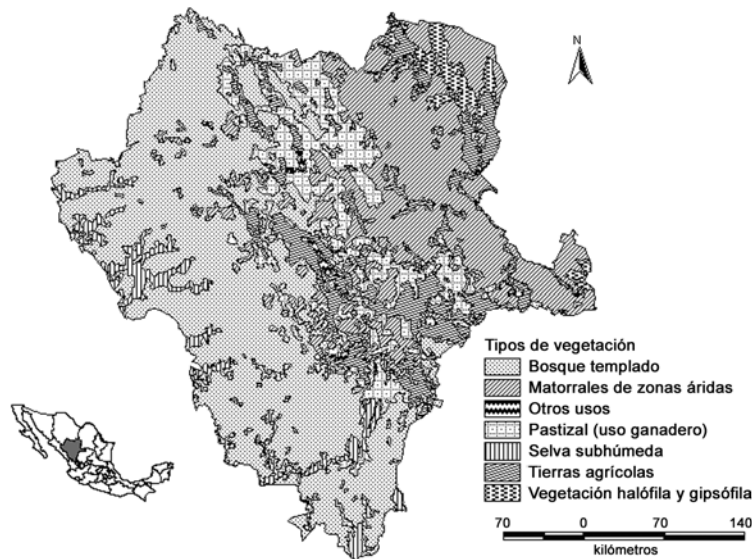 N
Tipos de vegetación
Bosque templado
Matorrales de zonas áridas
Otros usos
Pastizal (uso ganadero)
Selva subhúmeda
Tierras agrícolas
Vegetación halófila y gipsófila
70 0 70 140
kilómetros